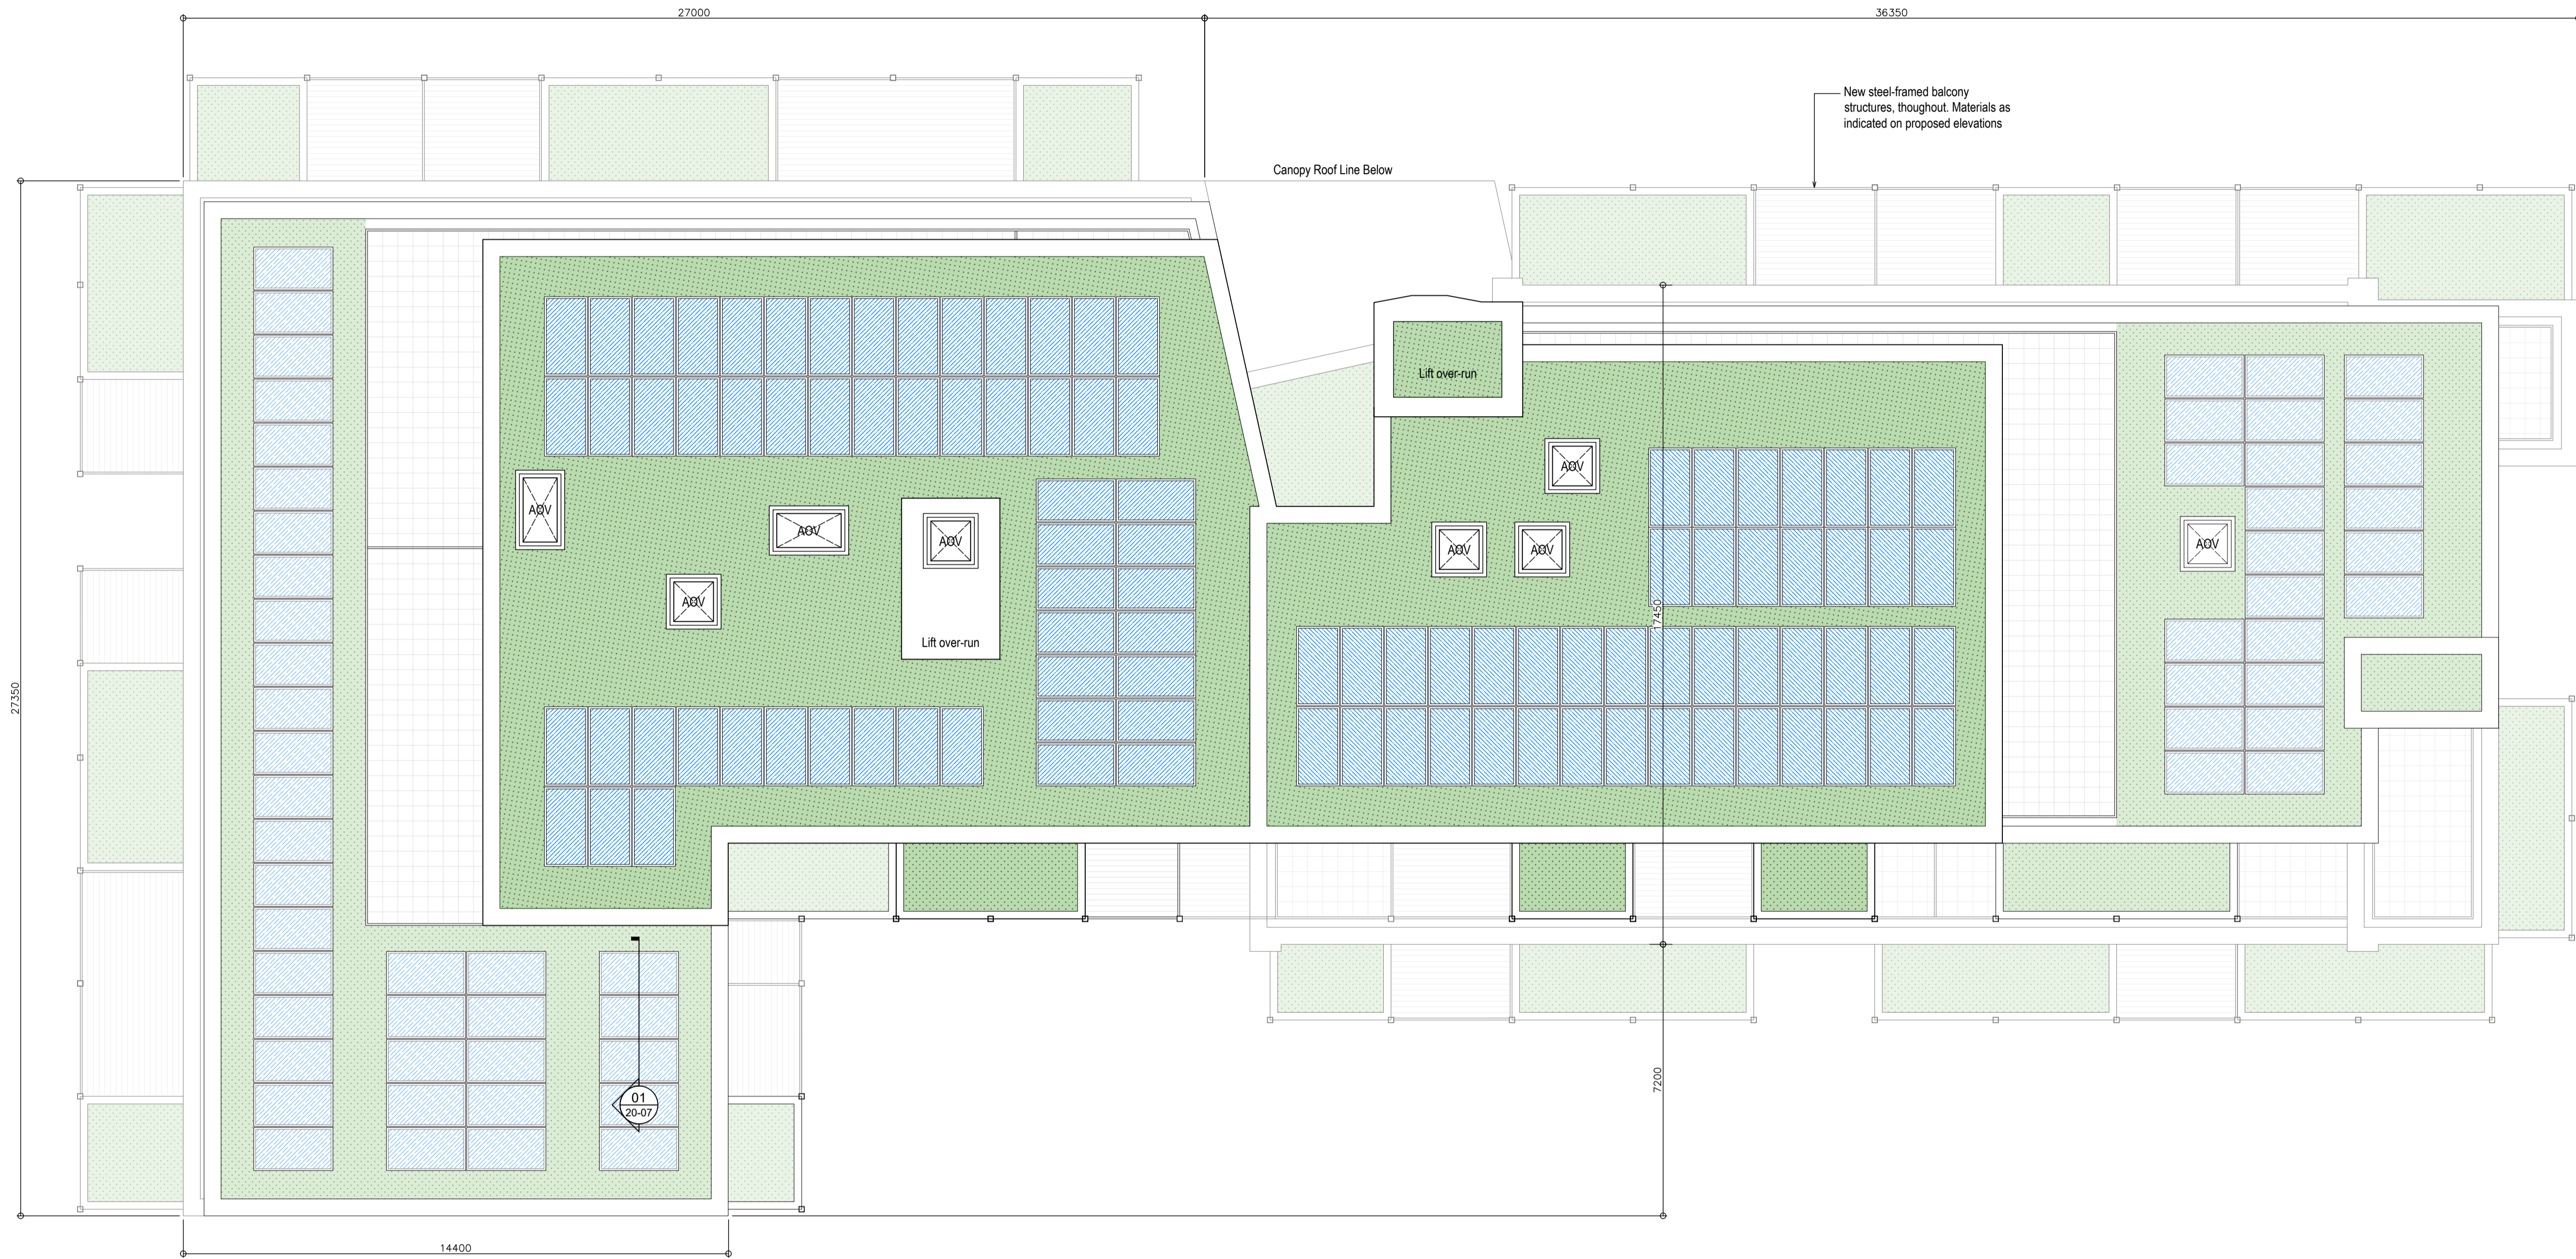 27000
36350
New steel-framed balcony
structures, thoughout. Materials as
indicated on proposed elevations
Canopy Roof Line Below
Lift over-run
AOV
AOV
AOV
AOV
AOV
AOV
AOV
AOV
AOV
17450
Lift over-run
27350
7200
01
20-07
14400